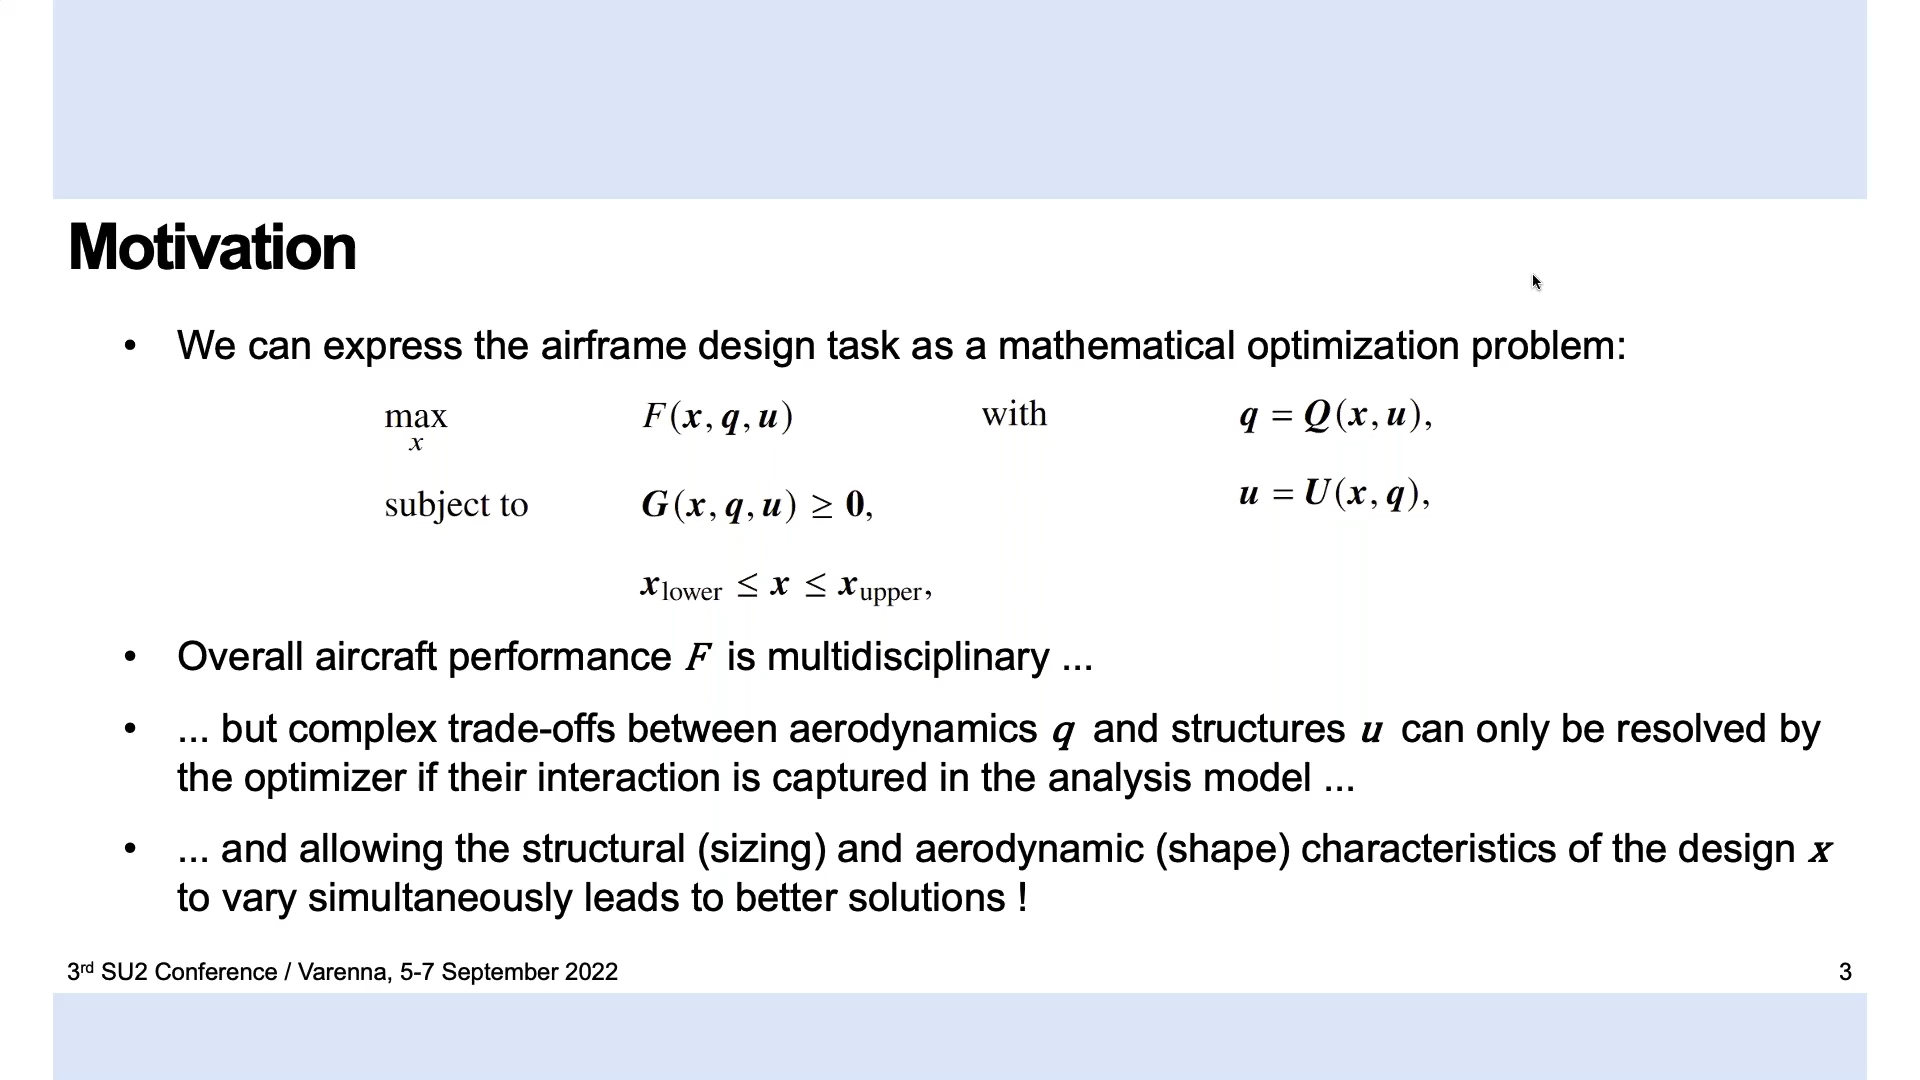 Motivation
• We can express the airframe design task as a mathematical optimization problem:
max F(x, q, u) with q = Q(x, u),
x
subject to G(x, q, u) ≥ 0, u = U(x, q),
x_lower ≤ x ≤ x_upper,
• Overall aircraft performance F is multidisciplinary ...
• ... but complex trade-offs between aerodynamics q and structures u can only be resolved by
the optimizer if their interaction is captured in the analysis model ...
• ... and allowing the structural (sizing) and aerodynamic (shape) characteristics of the design x
to vary simultaneously leads to better solutions !
3rd SU2 Conference / Varenna, 5-7 September 2022
3